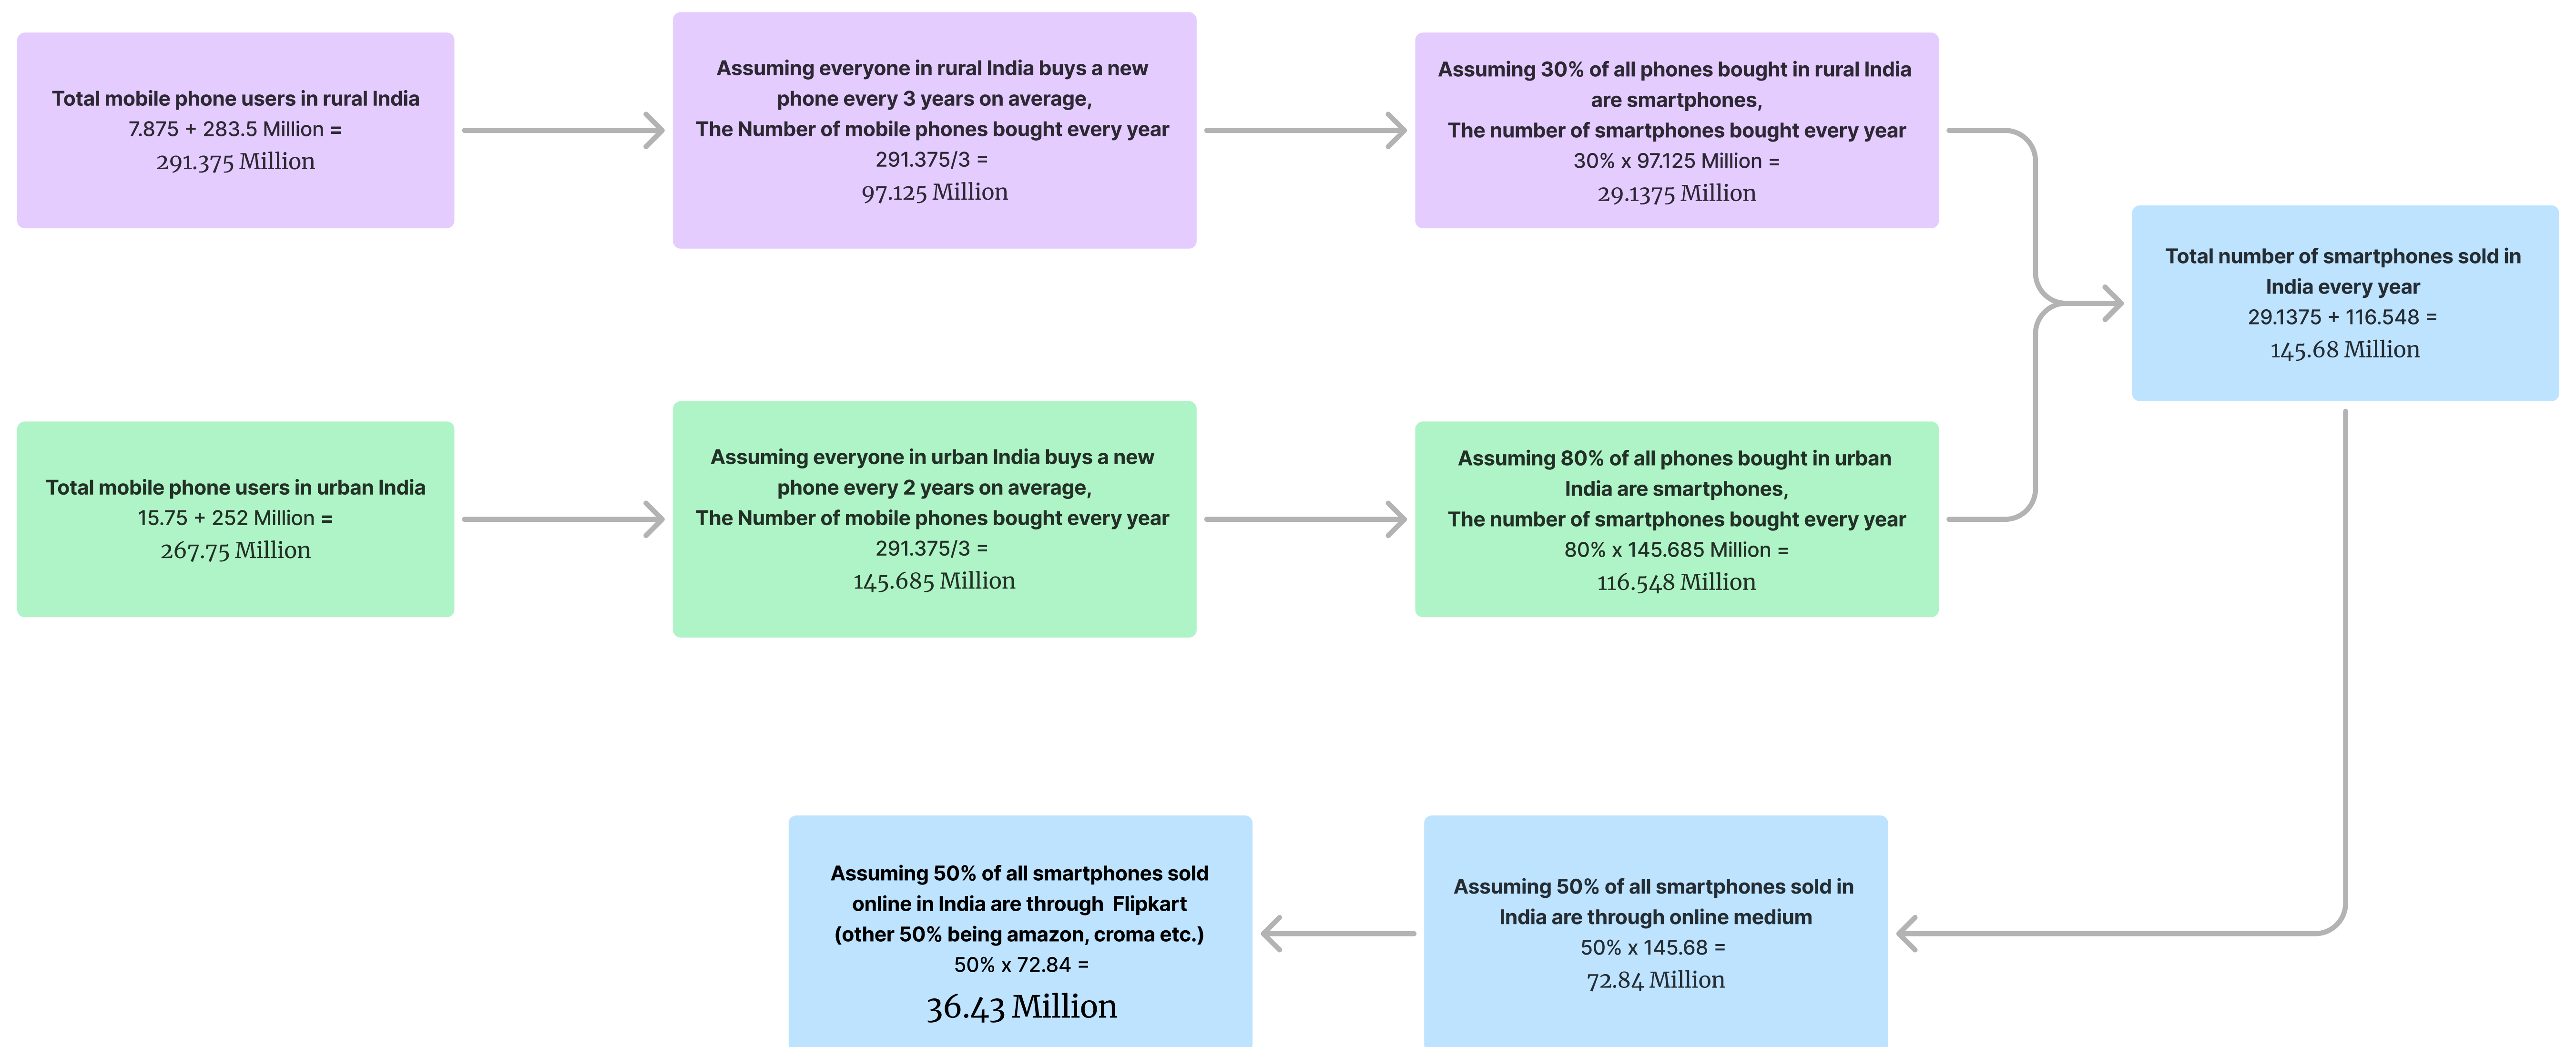 Total mobile phone users in rural India
7.875 + 283.5 Million =
291.375 Million
Assuming everyone in rural India buys a new
phone every 3 years on average,
The Number of mobile phones bought every year
291.375/3 =
97.125 Million
Assuming 30% of all phones bought in rural India
are smartphones,
The number of smartphones bought every year
30% x 97.125 Million =
29.1375 Million
Total number of smartphones sold in
India every year
29.1375 + 116.548 =
145.68 Million
Total mobile phone users in urban India
15.75 + 252 Million =
267.75 Million
Assuming everyone in urban India buys a new
phone every 2 years on average,
The Number of mobile phones bought every year
291.375/3 =
145.685 Million
Assuming 80% of all phones bought in urban
India are smartphones,
The number of smartphones bought every year
80% x 145.685 Million =
116.548 Million
Assuming 50% of all smartphones sold
online in India are through  Flipkart
(other 50% being amazon, croma etc.)
50% x 72.84 =
36.43 Million
Assuming 50% of all smartphones sold in
India are through online medium
50% x 145.68 =
72.84 Million